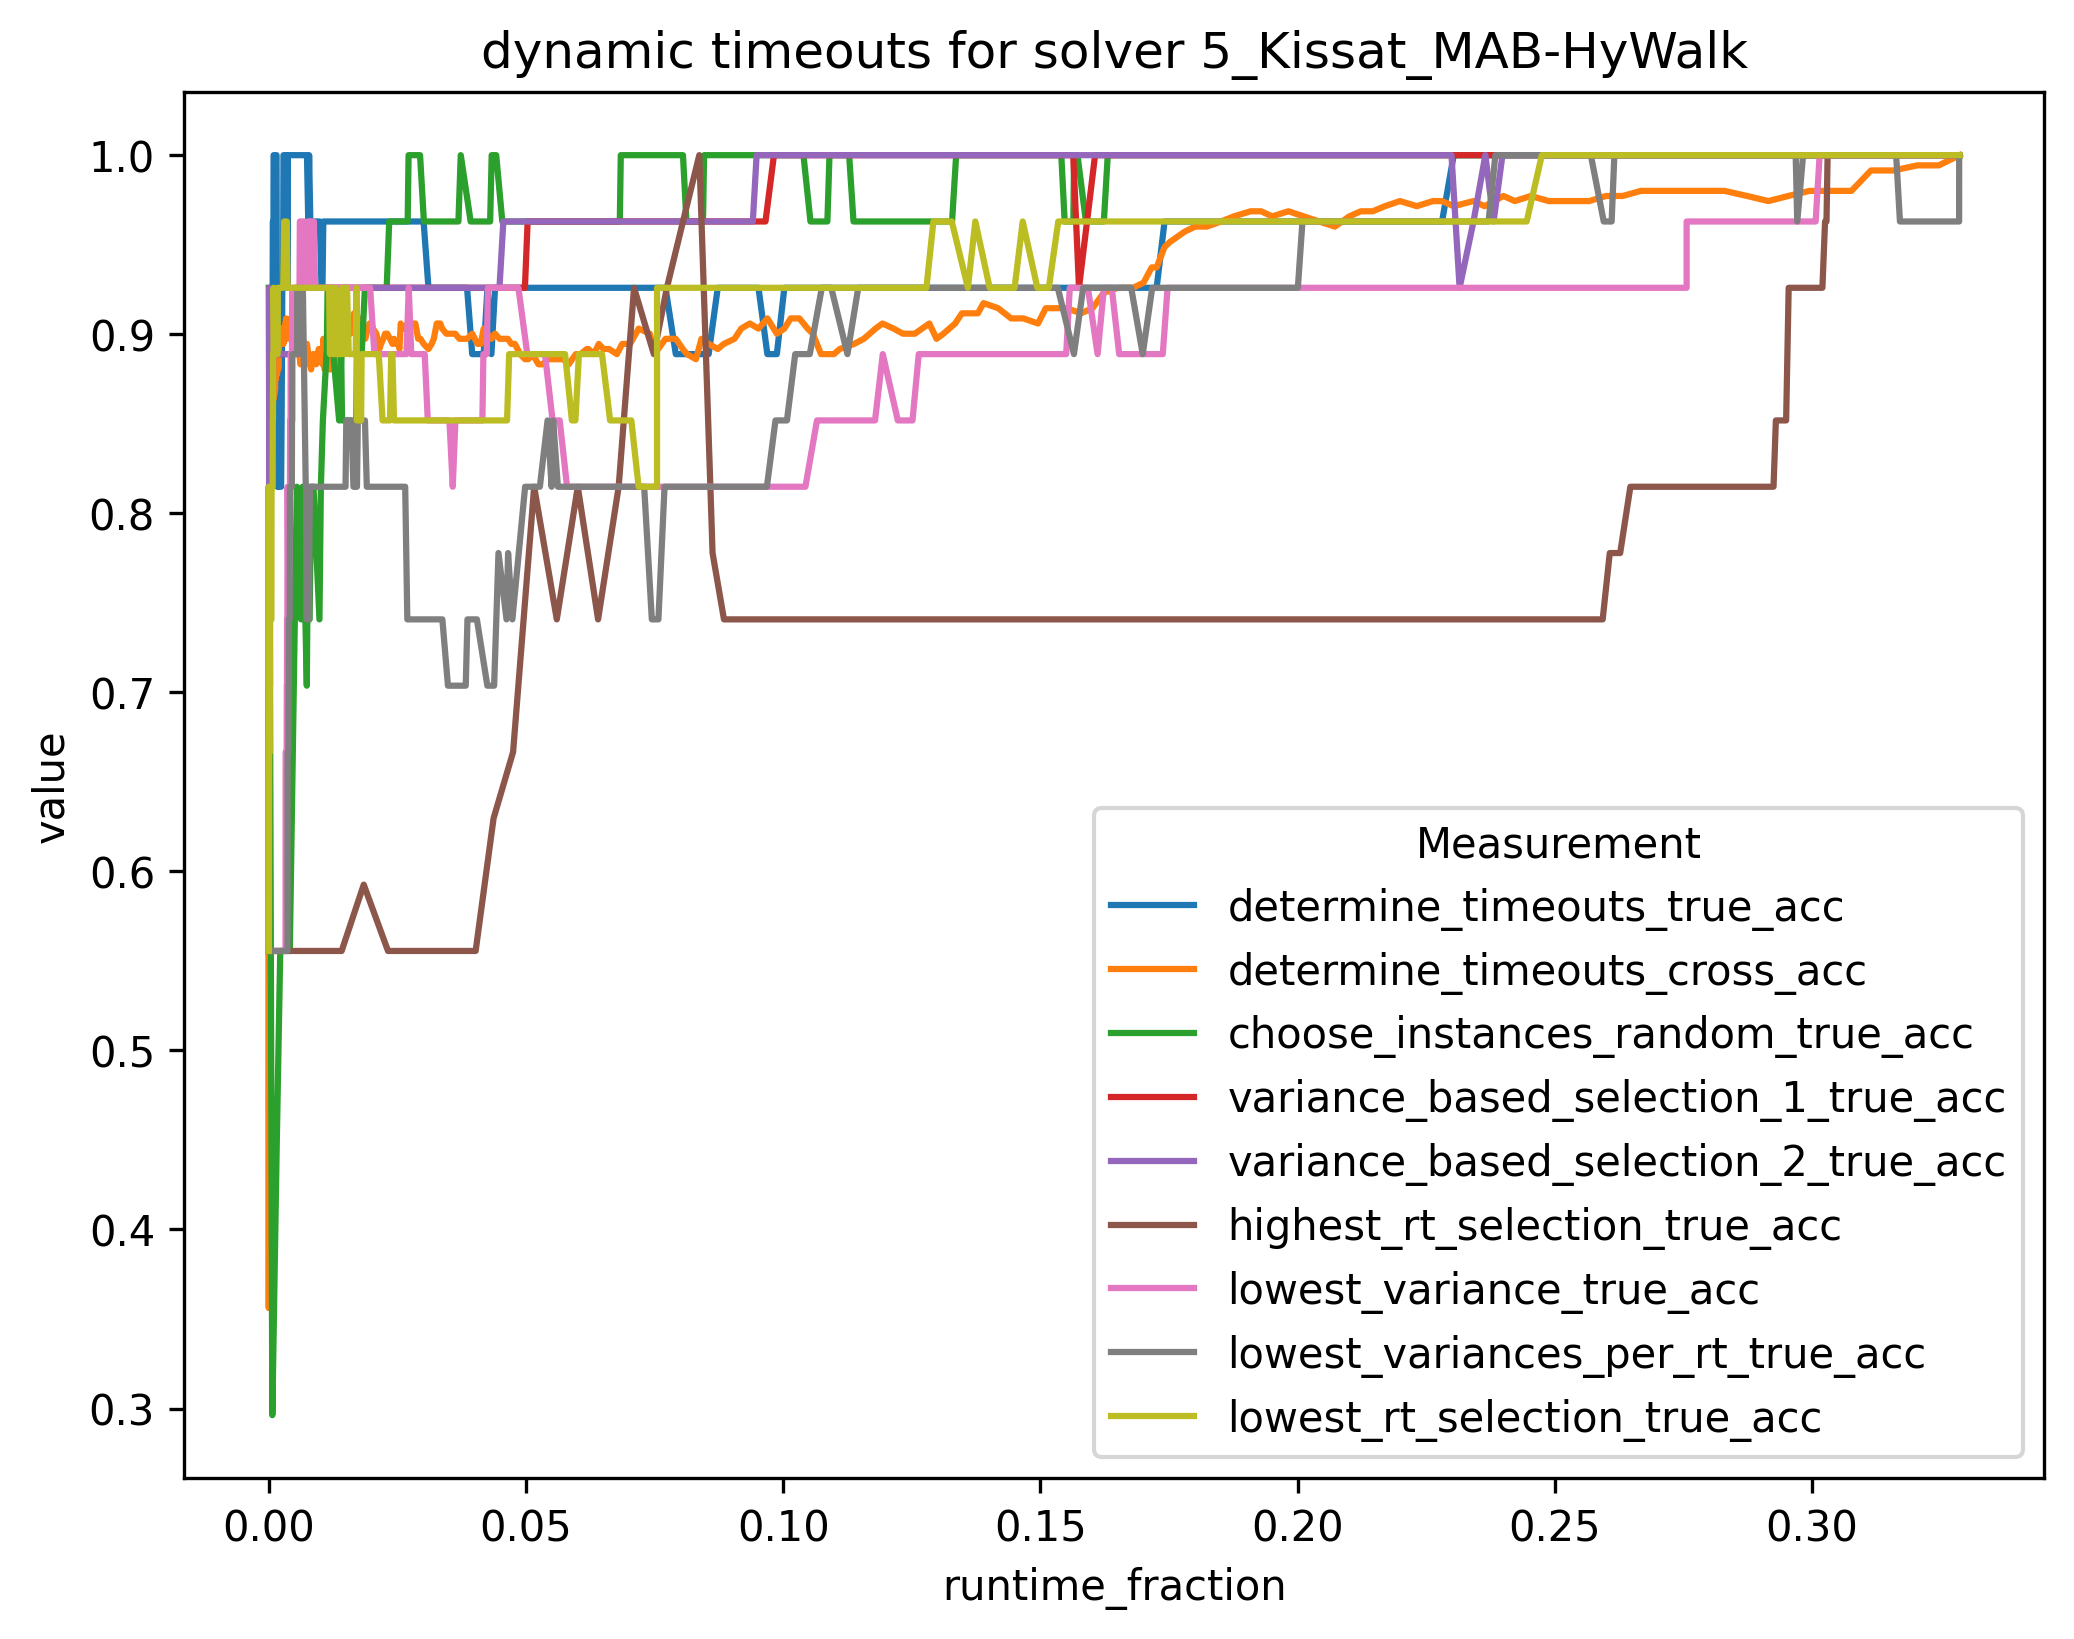 dynamic timeouts for solver 5_Kissat_MAB-HyWalk
1.0
0.9
0.8
0.7
0.6
0.5
0.4
0.3
value
Measurement
determine_timeouts_true_acc
determine_timeouts_cross_acc
choose_instances_random_true_acc
variance_based_selection_1_true_acc
variance_based_selection_2_true_acc
highest_rt_selection_true_acc
lowest_variance_true_acc
lowest_variances_per_rt_true_acc
lowest_rt_selection_true_acc
0.00 0.05 0.10 0.15 0.20 0.25 0.30
runtime_fraction